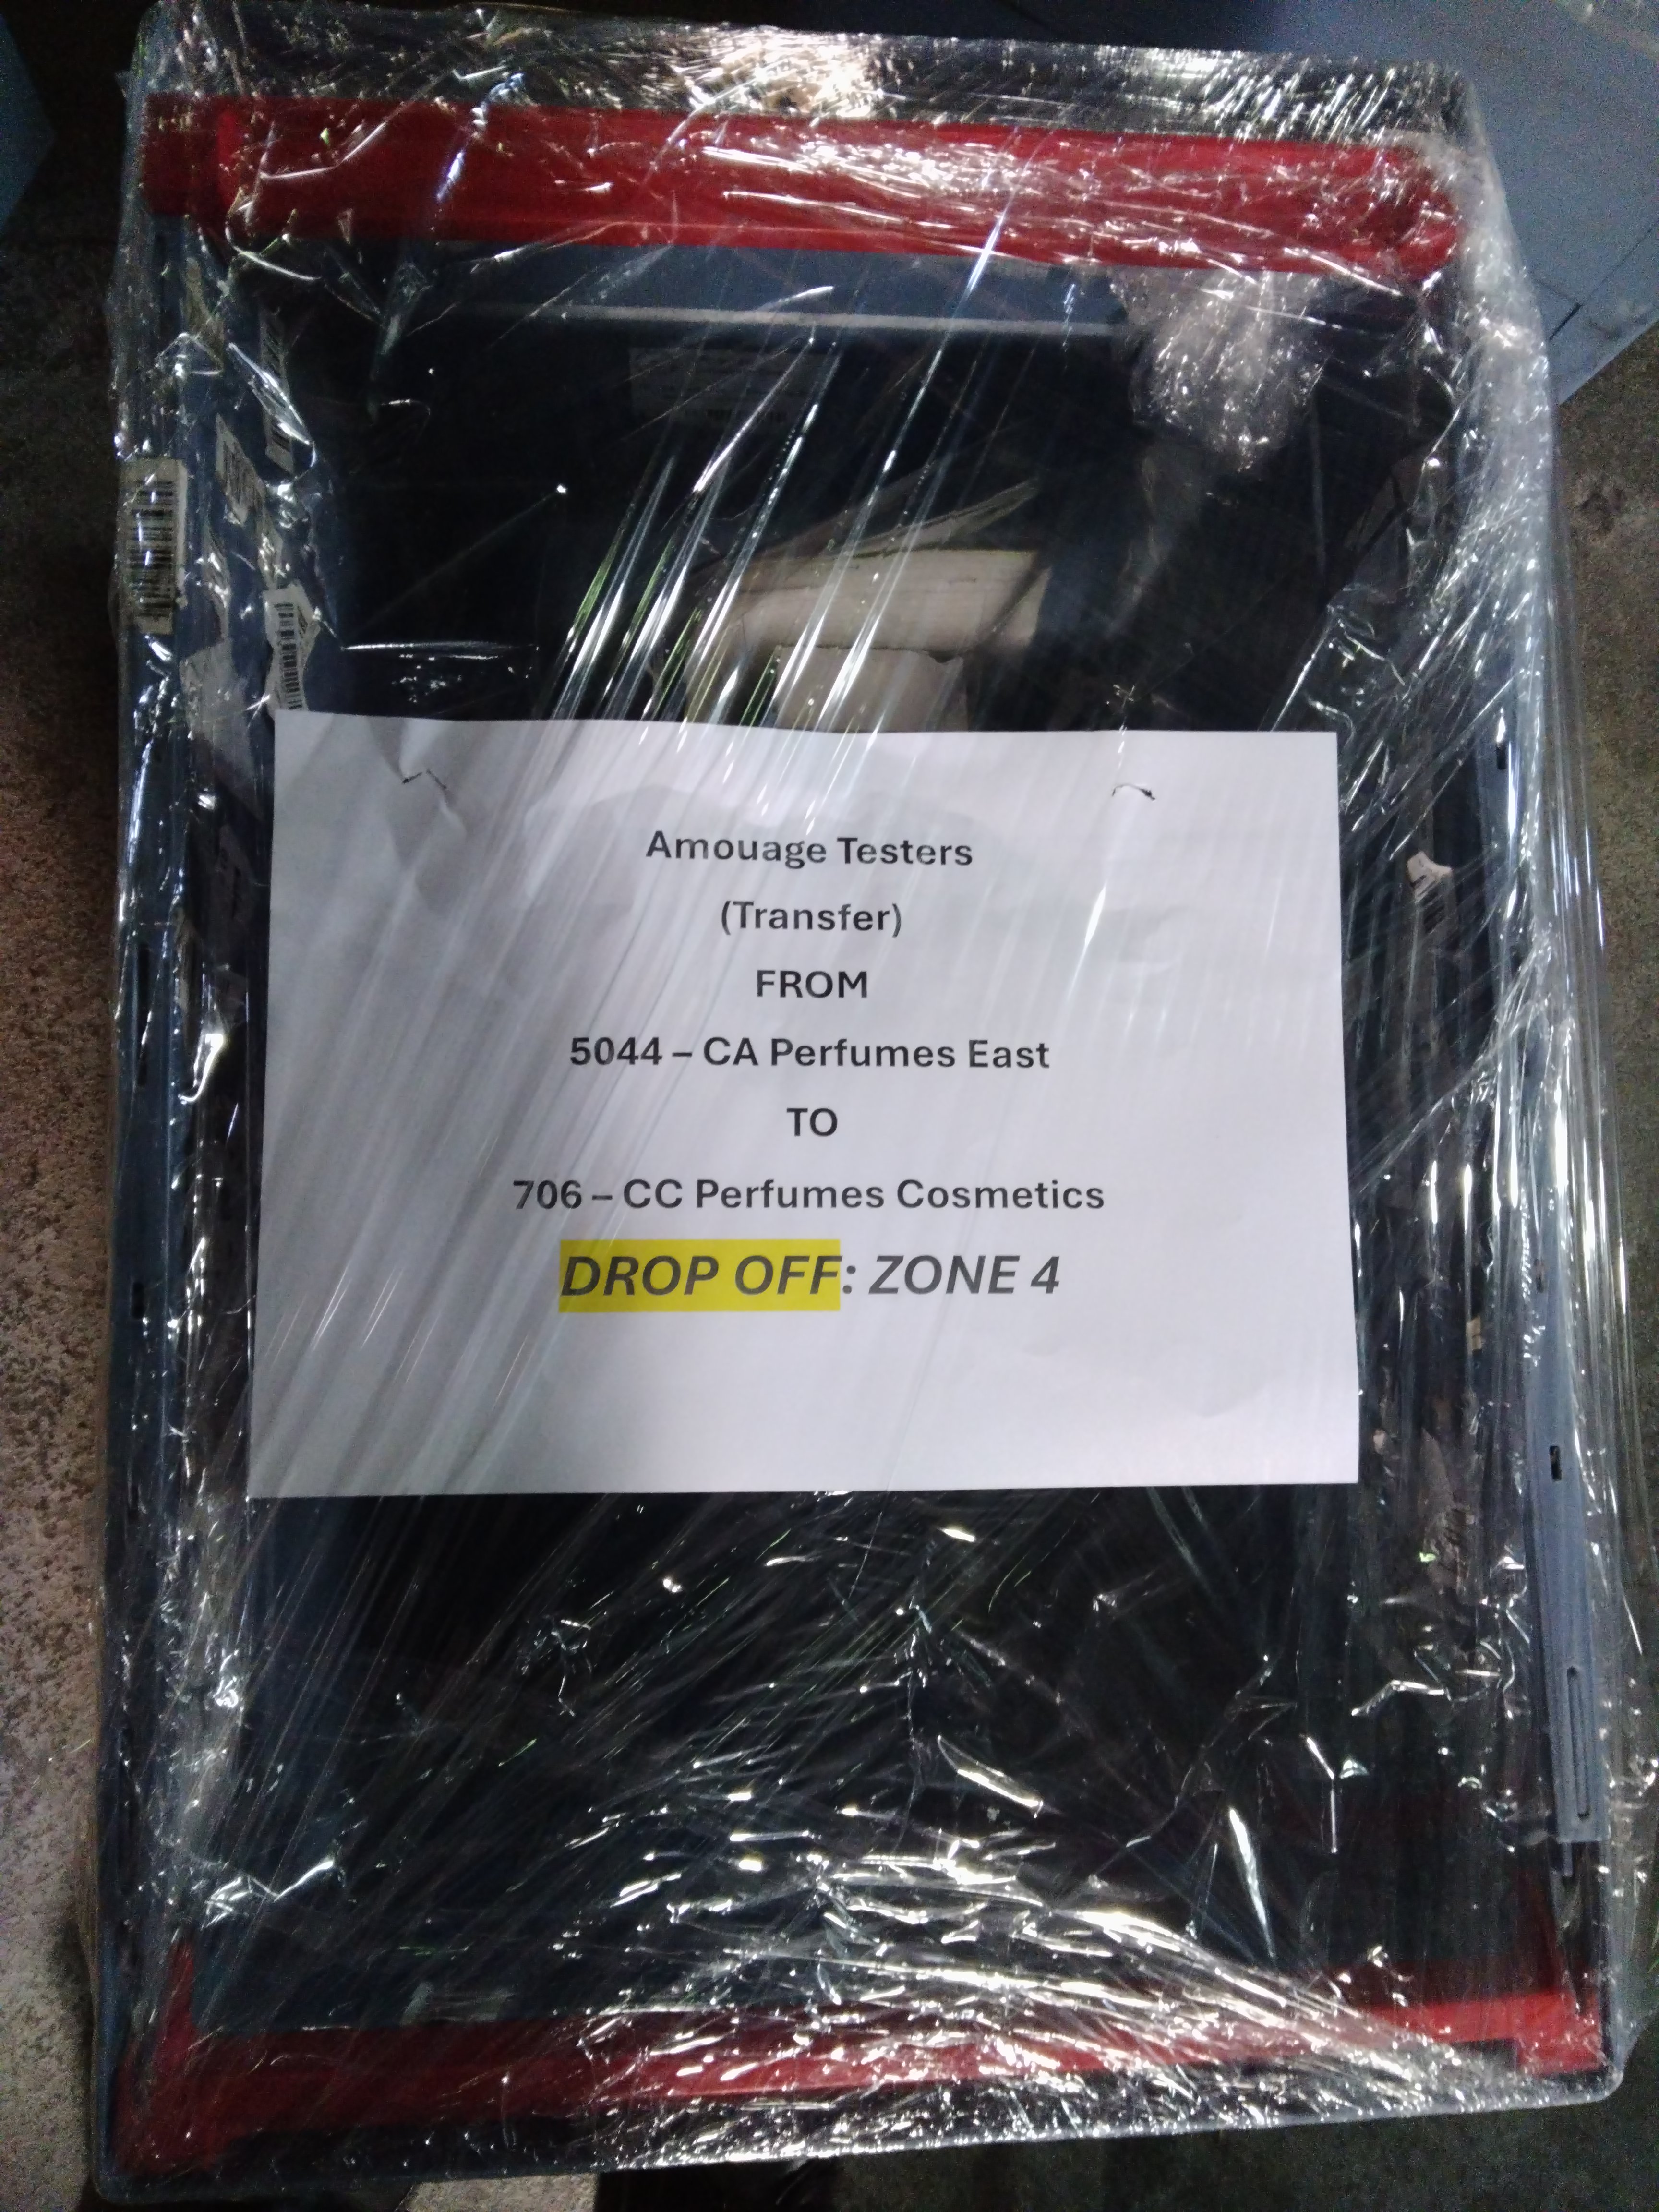 Amouage Testers
(Transfer)
FROM
5044 – CA Perfumes East
TO
706 – CC Perfumes Cosmetics
DROP OFF: ZONE 4